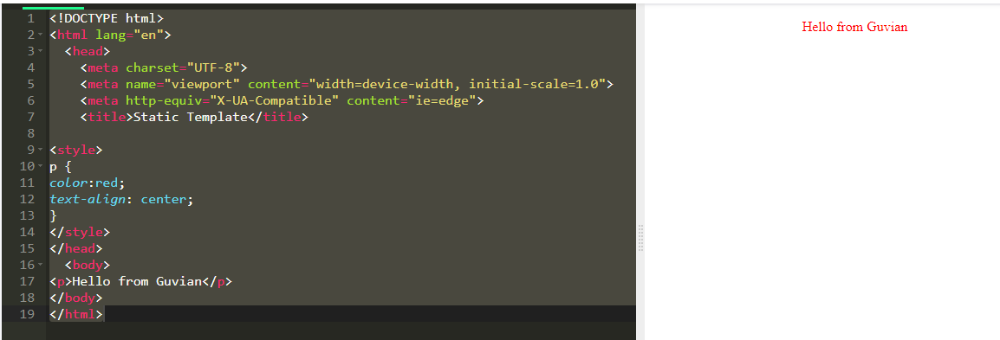 1 <!DOCTYPE html>
2 <html lang="en">
3   <head>
4     <meta charset="UTF-8">
5     <meta name="viewport" content="width=device-width, initial-scale=1.0">
6     <meta http-equiv="X-UA-Compatible" content="ie=edge">
7     <title>Static Template</title>
8
9 <style>
10 p {
11 color:red;
12 text-align: center;
13 }
14 </style>
15 </head>
16   <body>
17 <p>Hello from Guvian</p>
18 </body>
19 </html>
Hello from Guvian